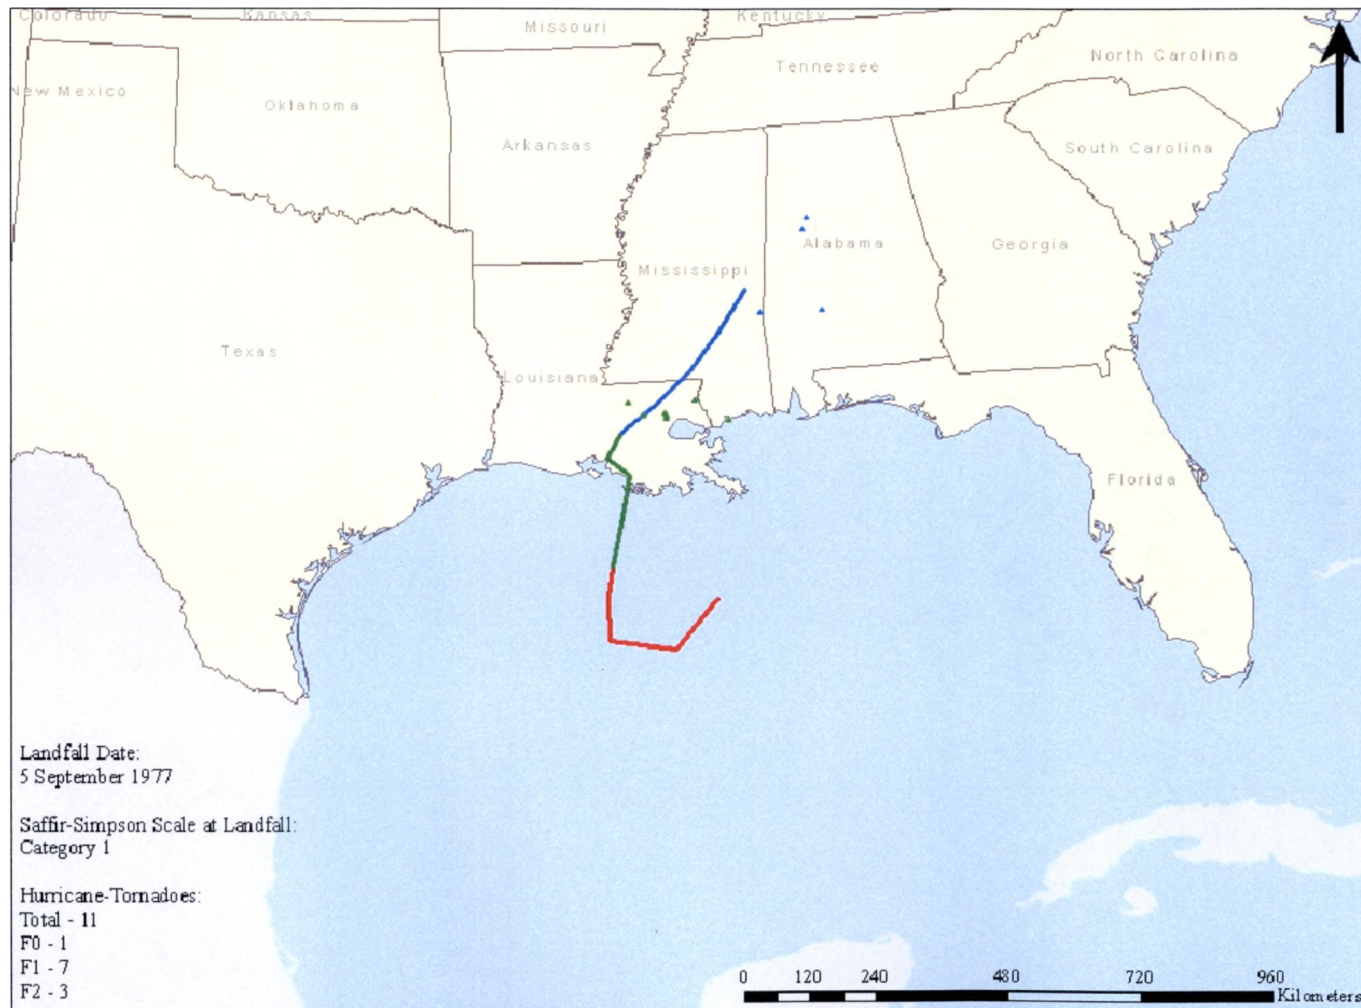 Colorado
Kansas
Missouri
Kentucky
North Carolina
Tennessee
New Mexico
Oklahoma
Arkansas
South Carolina
Mississippi
Alabama
Georgia
Texas
Louisiana
Florida
Landfall Date:
5 September 1977
Saffir-Simpson Scale at Landfall:
Category 1
Hurricane-Tornadoes:
Total - 11
F0 - 1
F1 - 7
F2 - 3
0 120 240 480 720 960
Kilometers